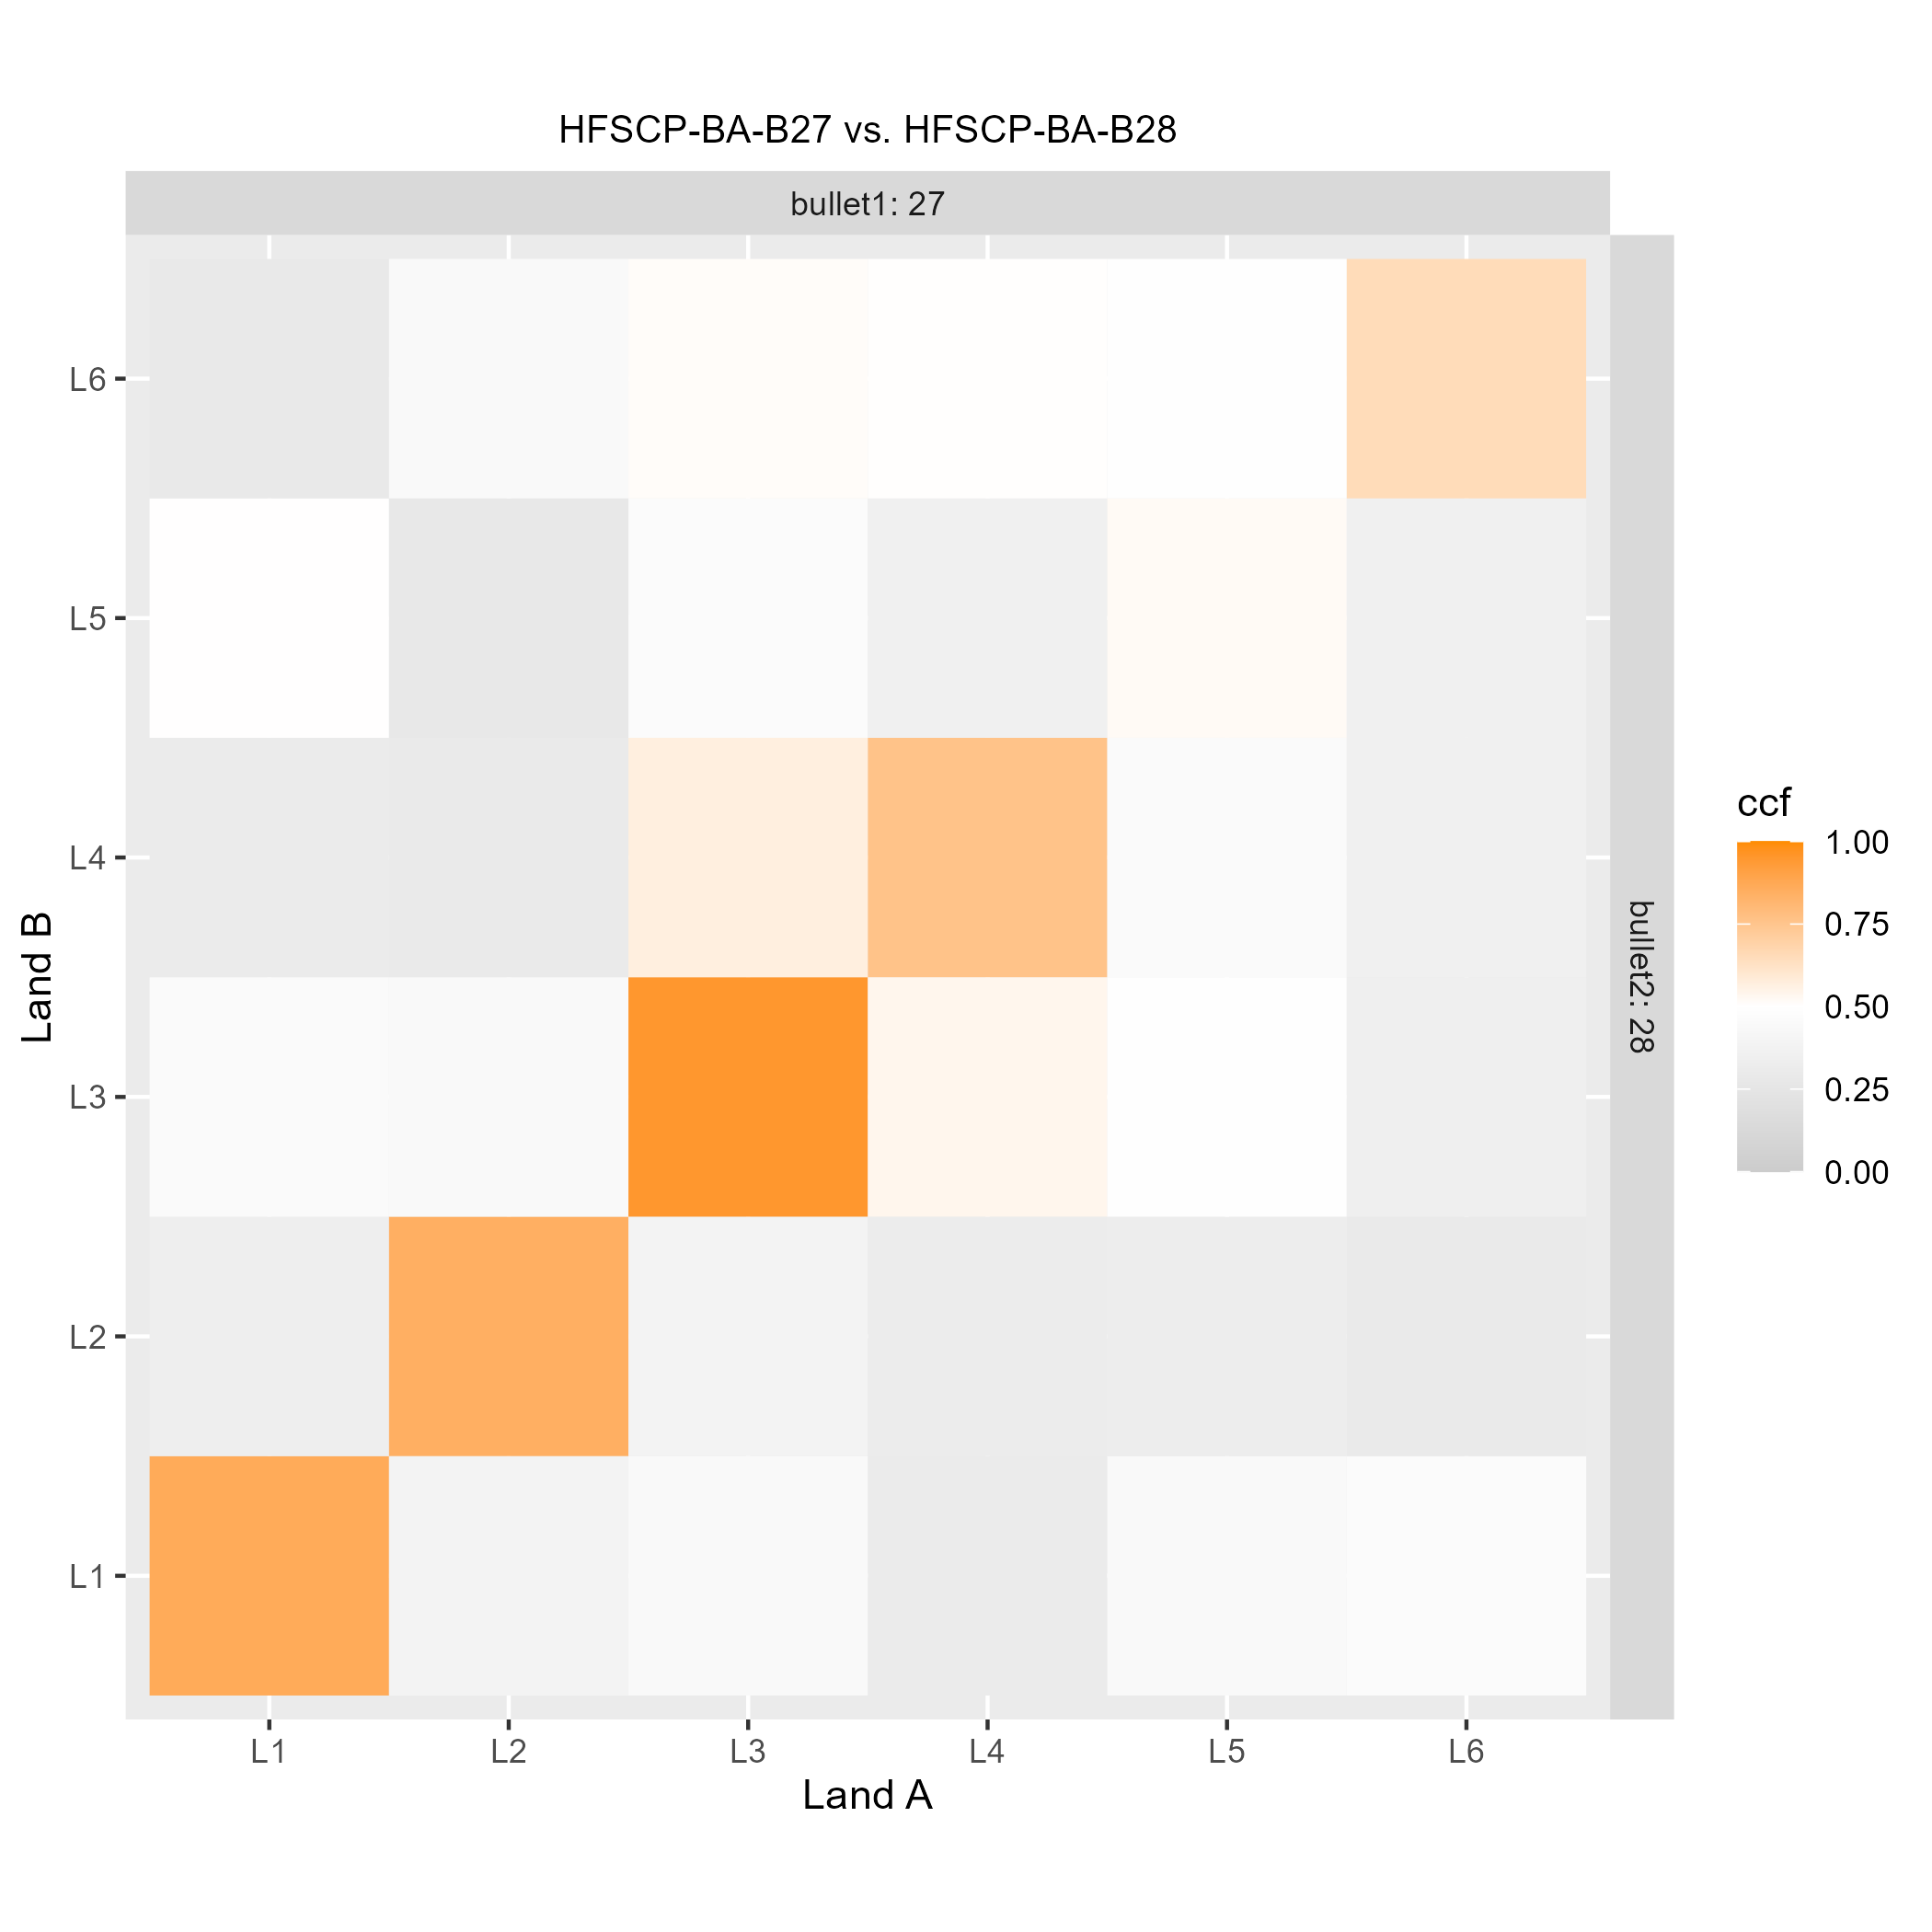 HFSCP-BA-B27 vs. HFSCP-BA-B28
bullet1: 27
L6
L5
L4
L3
L2
L1
Land B
bullet2: 28
ccf
1.00
0.75
0.50
0.25
0.00
L1 L2 L3 L4 L5 L6
Land A